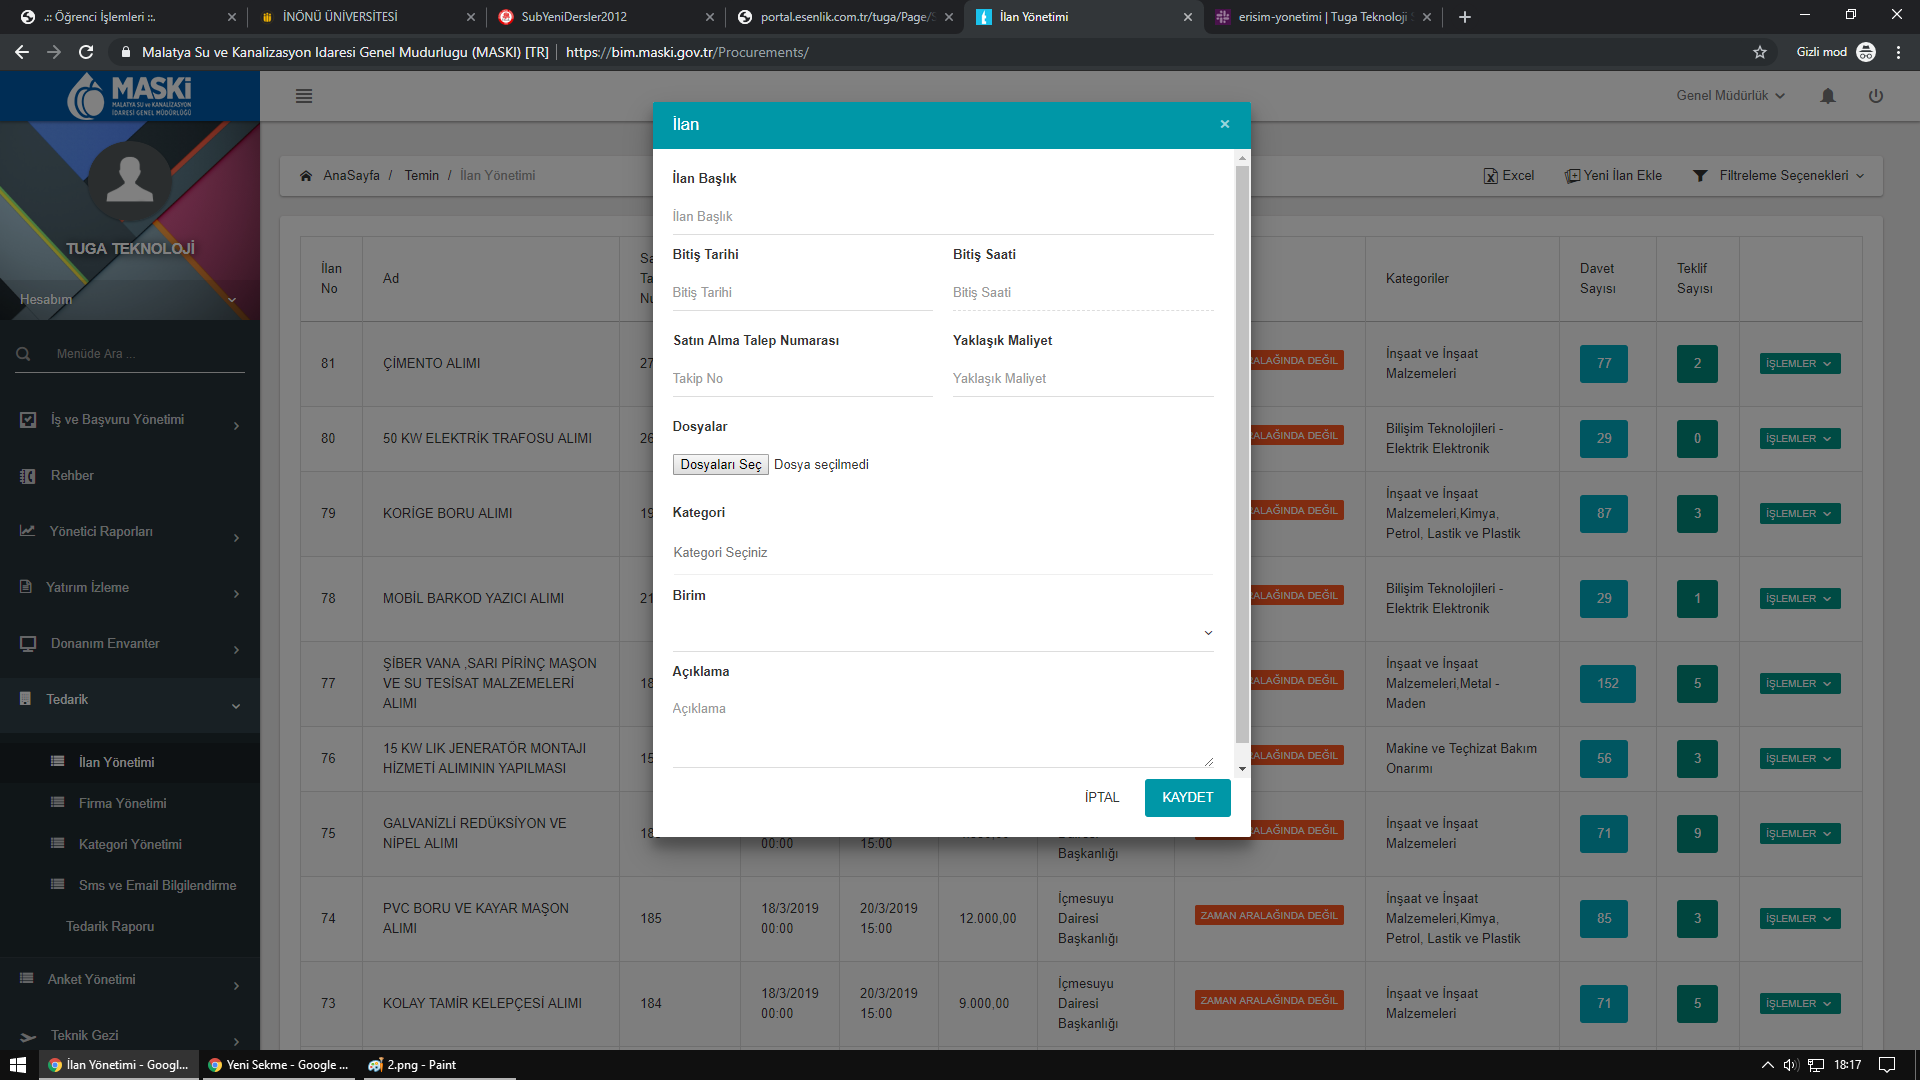 .:: Öğrenci İşlemleri ::.
İNÖNÜ ÜNİVERSİTESİ
SubYeniDersler2012
portal.esenlik.com.tr/tuga/Page/
İlan Yönetimi
erisim-yonetimi | Tuga Teknoloji
Malatya Su ve Kanalizasyon Idaresi Genel Mudurlugu (MASKI) [TR]
https://bim.maski.gov.tr/Procurements/
Gizli mod
MASKİ
MALATYA SU ve KANALİZASYON
İDARESİ GENEL MÜDÜRLÜĞÜ
Genel Müdürlük
TUGA TEKNOLOJİ
Hesabım
Menüde Ara ...
İş ve Başvuru Yönetimi
Rehber
Yönetici Raporları
Yatırım İzleme
Donanım Envanter
Tedarik
İlan Yönetimi
Firma Yönetimi
Kategori Yönetimi
Sms ve Email Bilgilendirme
Tedarik Raporu
Anket Yönetimi
Teknik Gezi
AnaSayfa / Temin / İlan Yönetimi
Excel
Yeni İlan Ekle
Filtreleme Seçenekleri
İlan
×
İlan Başlık
İlan Başlık
Bitiş Tarihi
Bitiş Saati
Bitiş Tarihi
Bitiş Saati
Satın Alma Talep Numarası
Yaklaşık Maliyet
Takip No
Yaklaşık Maliyet
Dosyalar
Dosyaları Seç Dosya seçilmedi
Kategori
Kategori Seçiniz
Birim
Açıklama
Açıklama
İPTAL
KAYDET
İlan
No
Ad
Kategoriler
Davet
Sayısı
Teklif
Sayısı
81
ÇİMENTO ALIMI
27
ARALAĞINDA DEĞİL
İnşaat ve İnşaat
Malzemeleri
77
2
İŞLEMLER
80
50 KW ELEKTRİK TRAFOSU ALIMI
26
ARALAĞINDA DEĞİL
Bilişim Teknolojileri -
Elektrik Elektronik
29
0
İŞLEMLER
79
KORİGE BORU ALIMI
19
ARALAĞINDA DEĞİL
İnşaat ve İnşaat
Malzemeleri,Kimya,
Petrol, Lastik ve Plastik
87
3
İŞLEMLER
78
MOBİL BARKOD YAZICI ALIMI
21
ARALAĞINDA DEĞİL
Bilişim Teknolojileri -
Elektrik Elektronik
29
1
İŞLEMLER
77
ŞİBER VANA ,SARI PİRİNÇ MAŞON
VE SU TESİSAT MALZEMELERİ
ALIMI
18
ARALAĞINDA DEĞİL
İnşaat ve İnşaat
Malzemeleri,Metal -
Maden
152
5
İŞLEMLER
76
15 KW LIK JENERATÖR MONTAJI
HİZMETİ ALIMININ YAPILMASI
15
ARALAĞINDA DEĞİL
Makine ve Teçhizat Bakım
Onarımı
56
3
İŞLEMLER
75
GALVANİZLİ REDÜKSİYON VE
NİPEL ALIMI
00:00
15:00
Başkanlığı
ARALAĞINDA DEĞİL
İnşaat ve İnşaat
Malzemeleri
71
9
İŞLEMLER
74
PVC BORU VE KAYAR MAŞON
ALIMI
185
18/3/2019
00:00
20/3/2019
15:00
12.000,00
İçmesuyu
Dairesi
Başkanlığı
ZAMAN ARALAĞINDA DEĞİL
İnşaat ve İnşaat
Malzemeleri,Kimya,
Petrol, Lastik ve Plastik
85
3
İŞLEMLER
73
KOLAY TAMİR KELEPÇESİ ALIMI
184
18/3/2019
00:00
20/3/2019
15:00
9.000,00
İçmesuyu
Dairesi
Başkanlığı
ZAMAN ARALAĞINDA DEĞİL
İnşaat ve İnşaat
Malzemeleri
71
5
İŞLEMLER
İlan Yönetimi - Googl...
Yeni Sekme - Google ...
2.png - Paint
18:17